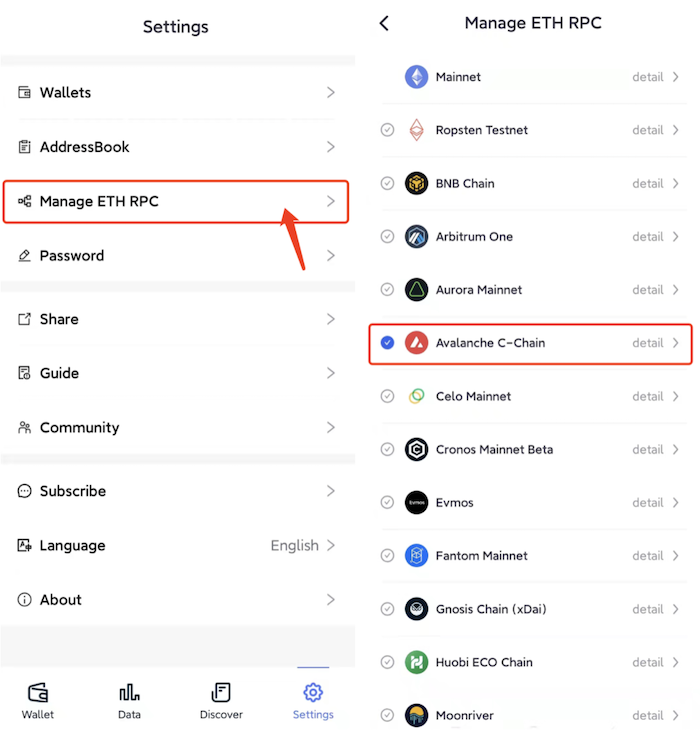 Settings
Wallets
AddressBook
Manage ETH RPC
Password
Share
Guide
Community
Subscribe
Language English
About
Wallet Data Discover Settings
Manage ETH RPC
Mainnet detail
Ropsten Testnet detail
BNB Chain detail
Arbitrum One detail
Aurora Mainnet detail
Avalanche C-Chain detail
Celo Mainnet detail
Cronos Mainnet Beta detail
Evmos Evmos detail
Fantom Mainnet detail
Gnosis Chain (xDai) detail
Huobi ECO Chain detail
Moonriver detail